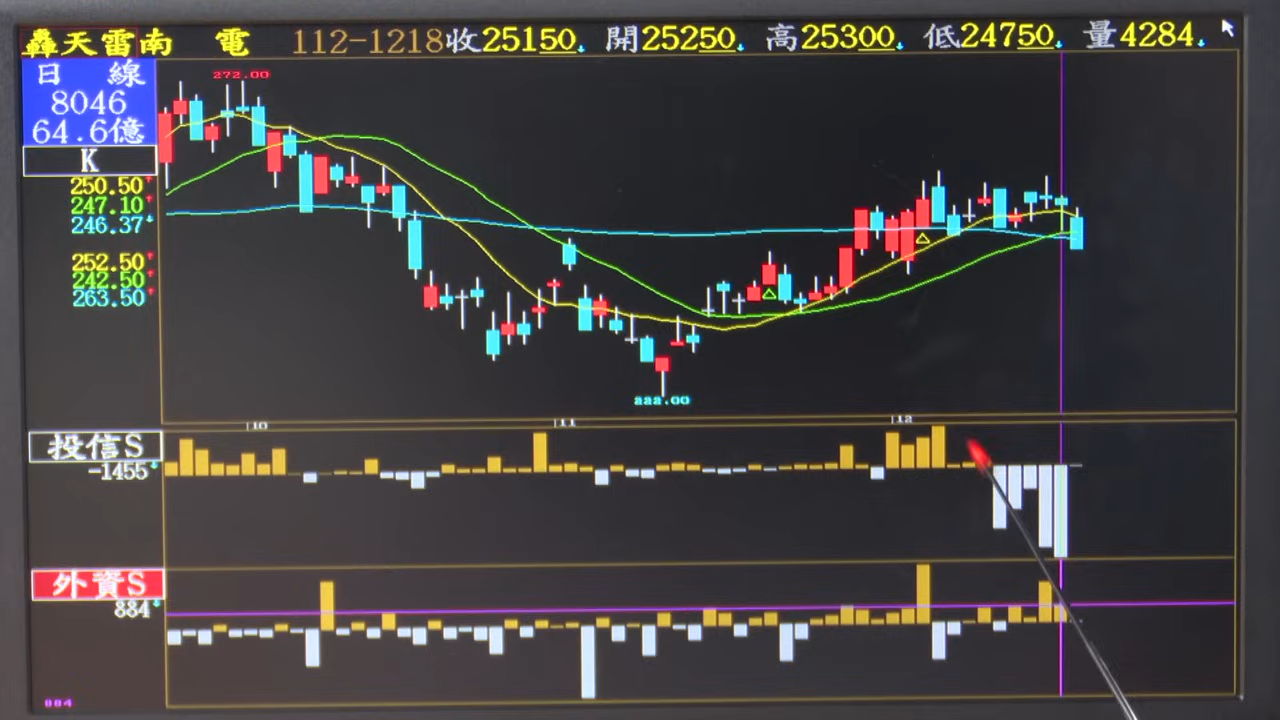 轟天雷南 電 112-1218收25150↓ 開25250↓ 高25300↓ 低24750↓ 量4284↓
日 線
8046
64.6億
K
250.50↑
247.10↑
246.37↓
252.50↑
242.50↑
263.50↑
272.00
222.00
10 11 12
投信S
-1455↓
外資S
884↓
884